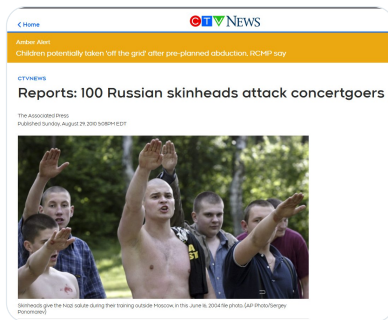 Home
CTV NEWS
Amber Alert
Children potentially taken 'off the grid' after pre-planned abduction, RCMP say
CTVNEWS
Reports: 100 Russian skinheads attack concertgoers
The Associated Press
Published Sunday, August 29, 2010 5:08PM EDT
Skinheads give the Nazi salute during their training outside Moscow, in this June 16, 2004 file photo. (AP Photo/Sergey
Ponomarev)